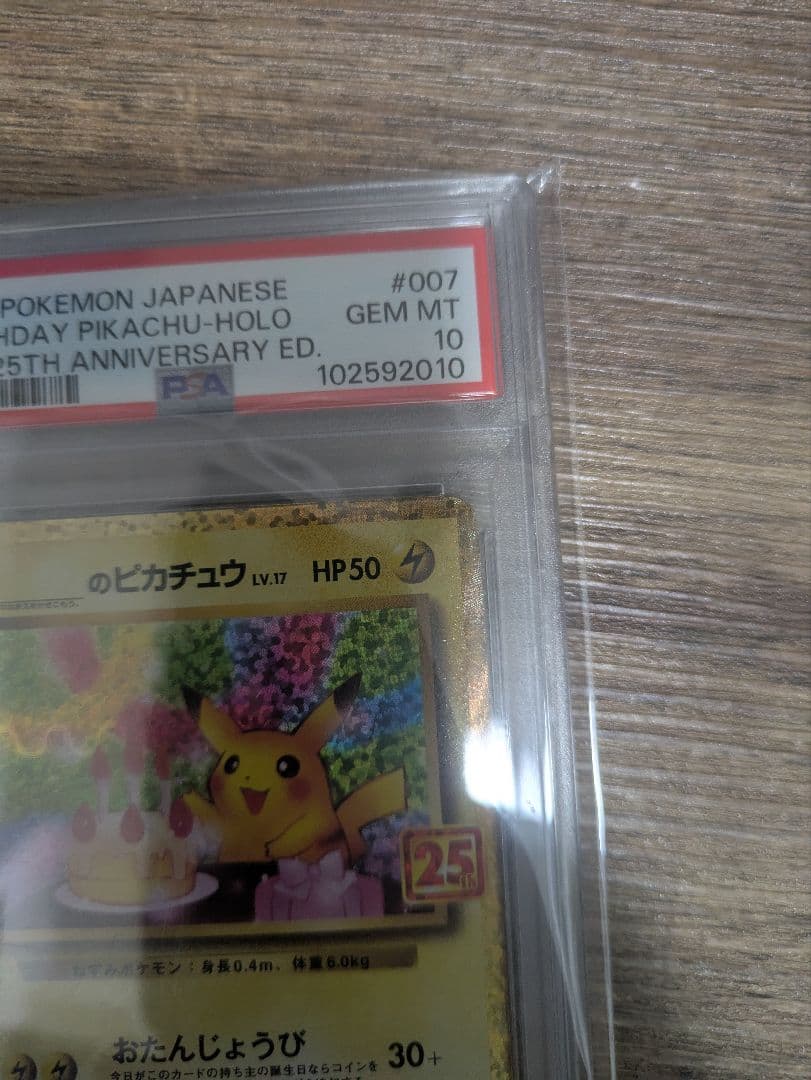 POKEMON JAPANESE #007
HDAY PIKACHU-HOLO GEM MT
25TH ANNIVERSARY ED. 10
PSA 102592010
のピカチュウ LV.17 HP50
25th
ねずみポケモン：身長0.4m、体重6.0kg
おたんじょうび 30+
今日がこのカードの持ち主の誕生日ならコインを